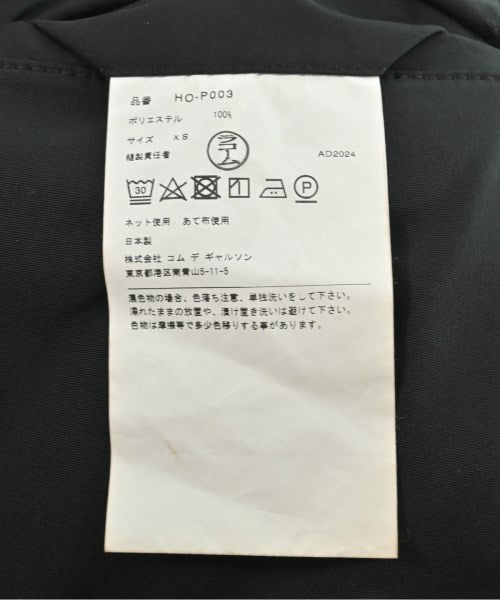 品番 HO-P003
ポリエステル 100%
サイズ XS
縫製責任者
AD2024
30 P
ネット使用 あて布使用
日本製
株式会社 コム デ ギャルソン
東京都港区南青山5-11-5
濃色物の場合、色落ち注意、単独洗いをして下さい。
濡れたままの放置や、漬け置き洗いは避けて下さい。
色物は摩擦等で多少色移りする事があります。